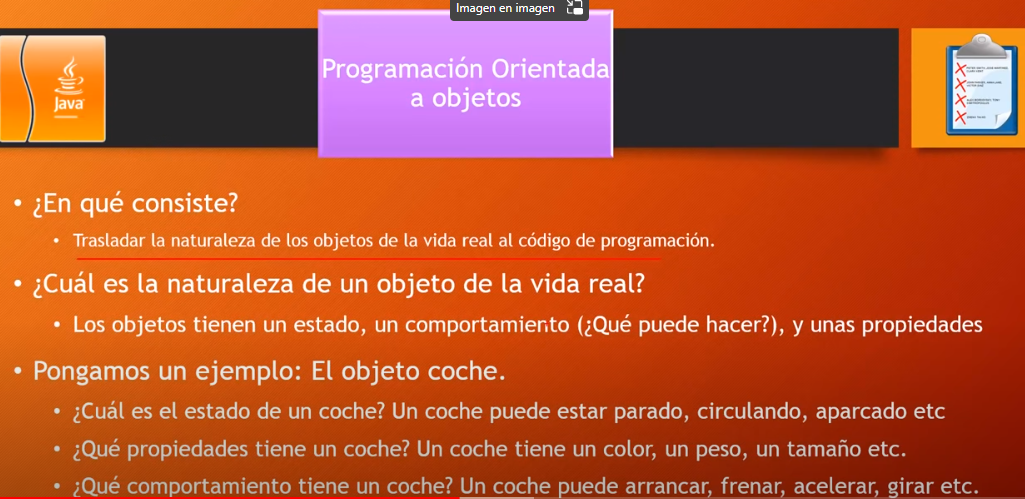 Imagen en imagen
Programación Orientada
a objetos
Java
• ¿En qué consiste?
• Trasladar la naturaleza de los objetos de la vida real al código de programación.
• ¿Cuál es la naturaleza de un objeto de la vida real?
• Los objetos tienen un estado, un comportamiento (¿Qué puede hacer?), y unas propiedades
• Pongamos un ejemplo: El objeto coche.
• ¿Cuál es el estado de un coche? Un coche puede estar parado, circulando, aparcado etc
• ¿Qué propiedades tiene un coche? Un coche tiene un color, un peso, un tamaño etc.
• ¿Qué comportamiento tiene un coche? Un coche puede arrancar, frenar, acelerar, girar etc.